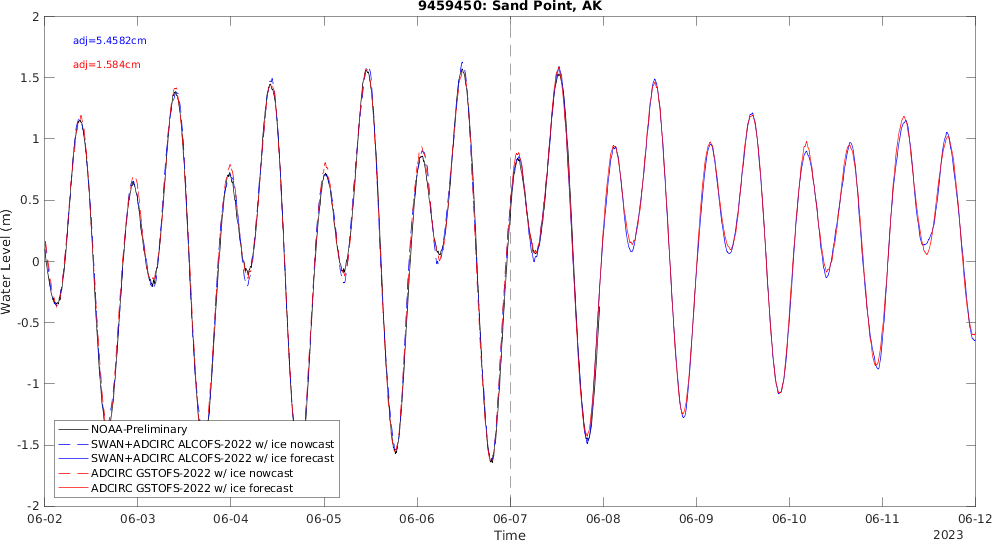 9459450: Sand Point, AK
adj=5.4582cm
adj=1.584cm
Water Level (m)
2
1.5
1
0.5
0
-0.5
-1
-1.5
-2
NOAA-Preliminary
SWAN+ADCIRC ALCOFS-2022 w/ ice nowcast
SWAN+ADCIRC ALCOFS-2022 w/ ice forecast
ADCIRC GSTOFS-2022 w/ ice nowcast
ADCIRC GSTOFS-2022 w/ ice forecast
06-02 06-03 06-04 06-05 06-06 06-07 06-08 06-09 06-10 06-11 06-12
Time
2023